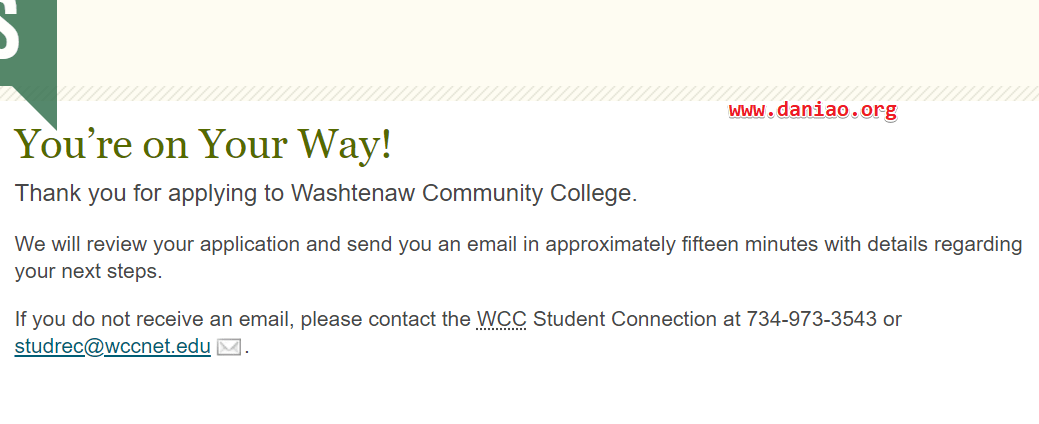 S
www.daniao.org
You’re on Your Way!
Thank you for applying to Washtenaw Community College.
We will review your application and send you an email in approximately fifteen minutes with details regarding
your next steps.
If you do not receive an email, please contact the WCC Student Connection at 734-973-3543 or
studrec@wccnet.edu.